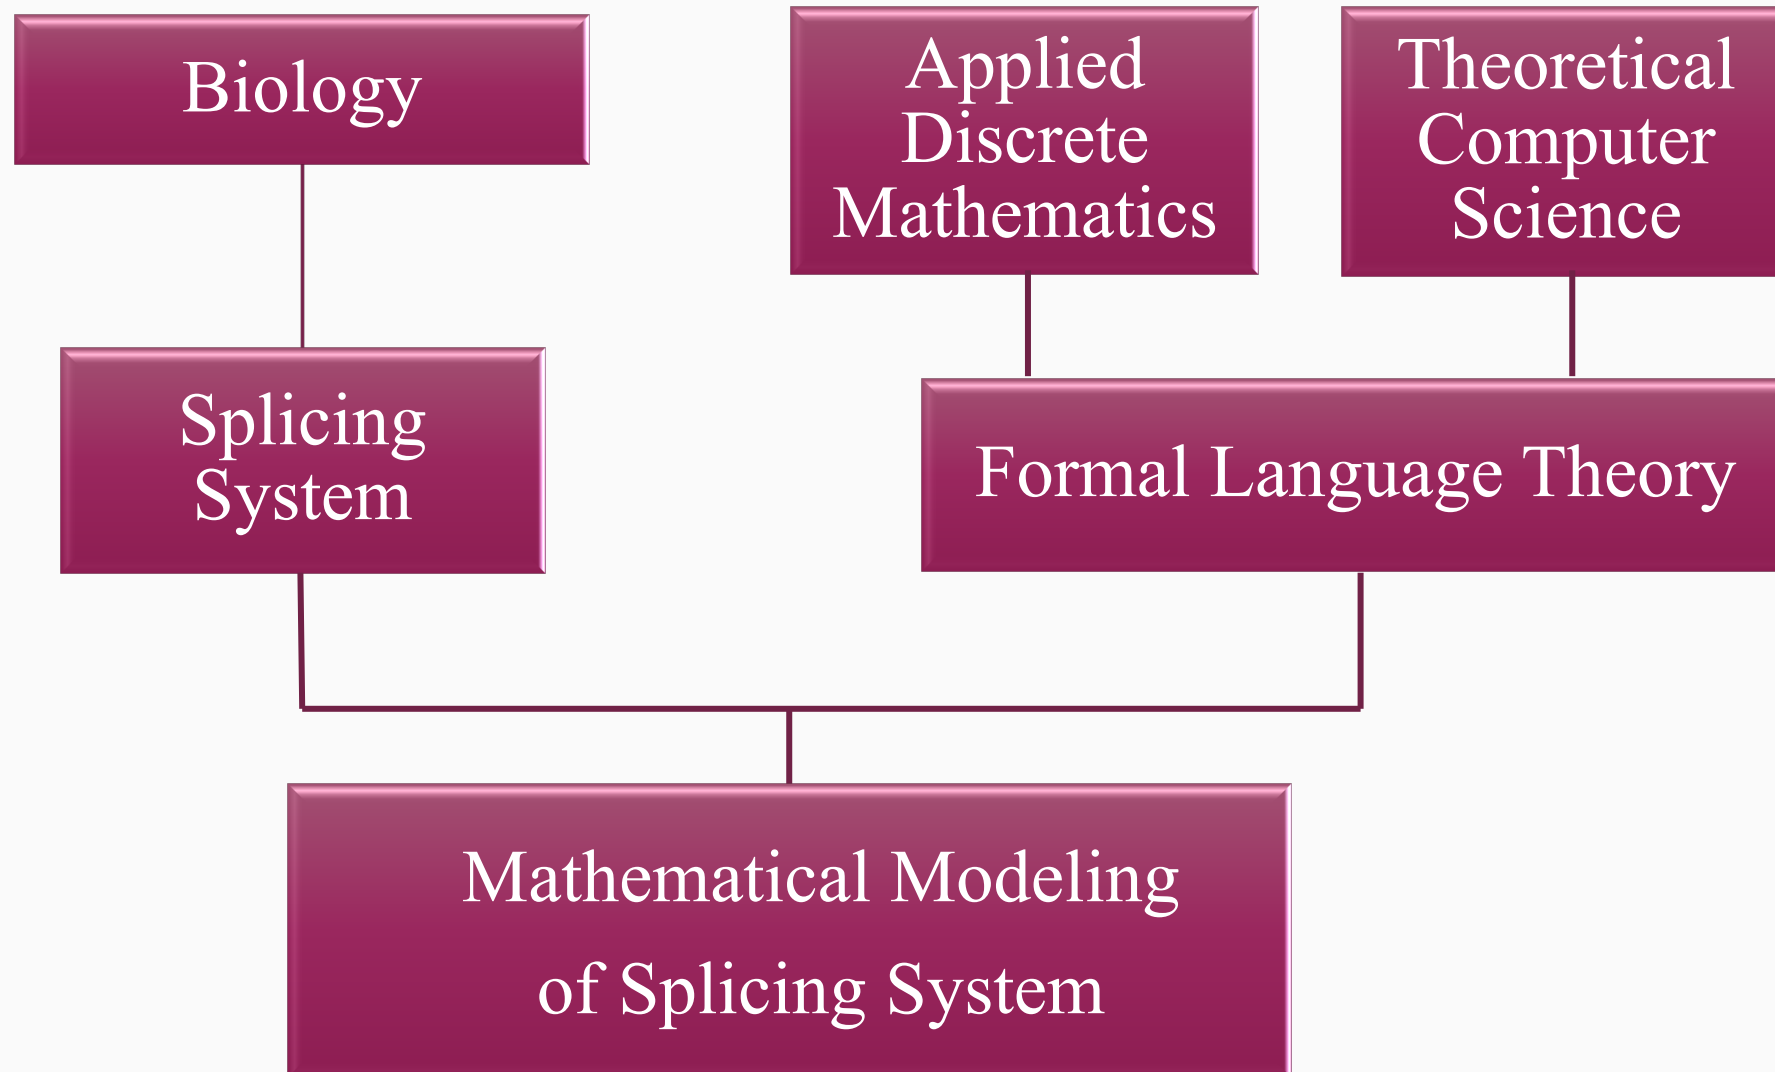 Biology
Applied
Discrete
Mathematics
Theoretical
Computer
Science
Splicing
System
Formal Language Theory
Mathematical Modeling
of Splicing System